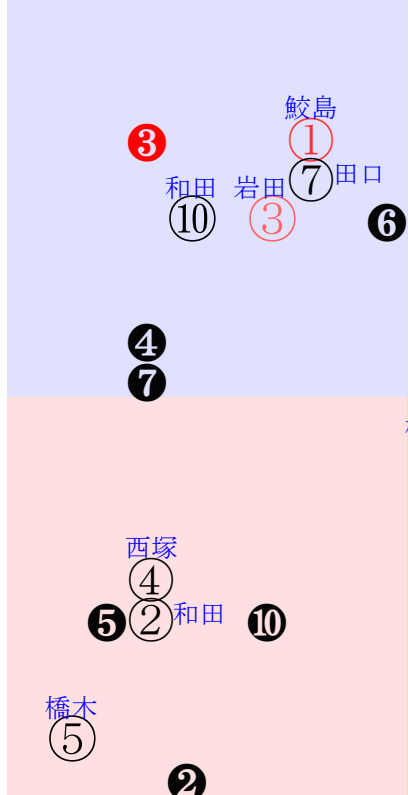 鮫島
❸
①
⑦ 田口
和田 岩田
⑩ ③ ❻
❹
❼
西塚
④
❺ ② 和田 ❿
橋木
⑤
❷